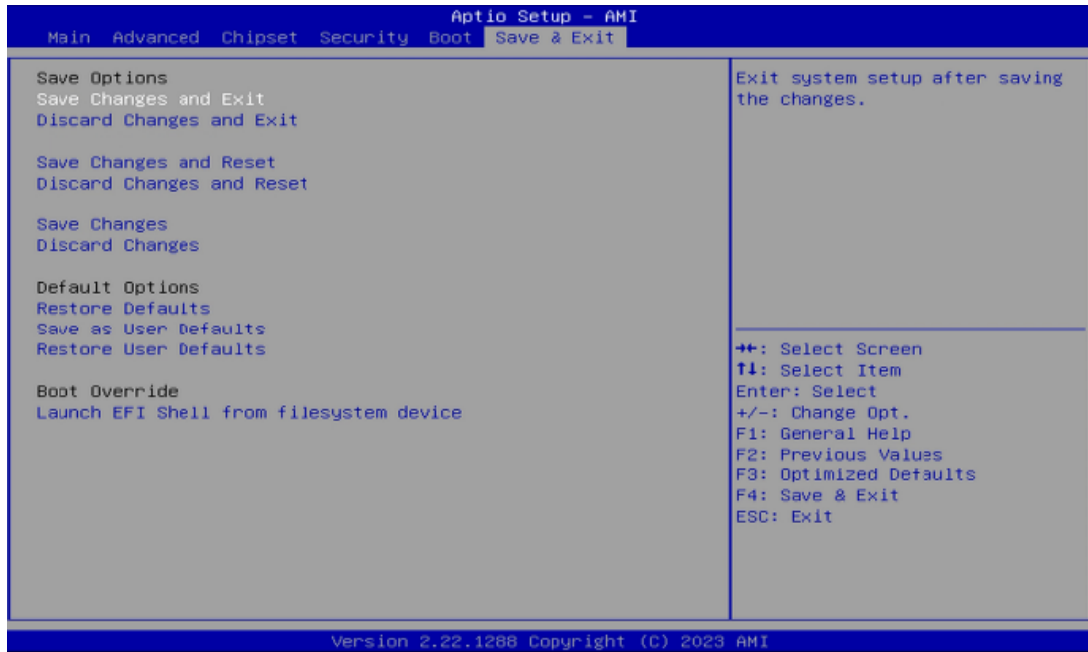 Aptio Setup – AMI
Main Advanced Chipset Security Boot Save & Exit
Save Options
Save Changes and Exit
Discard Changes and Exit
Save Changes and Reset
Discard Changes and Reset
Save Changes
Discard Changes
Default Options
Restore Defaults
Save as User Defaults
Restore User Defaults
Boot Override
Launch EFI Shell from filesystem device
Exit system setup after saving
the changes.
→←: Select Screen
↑↓: Select Item
Enter: Select
+/-: Change Opt.
F1: General Help
F2: Previous Values
F3: Optimized Defaults
F4: Save & Exit
ESC: Exit
Version 2.22.1288 Copyright (C) 2023 AMI